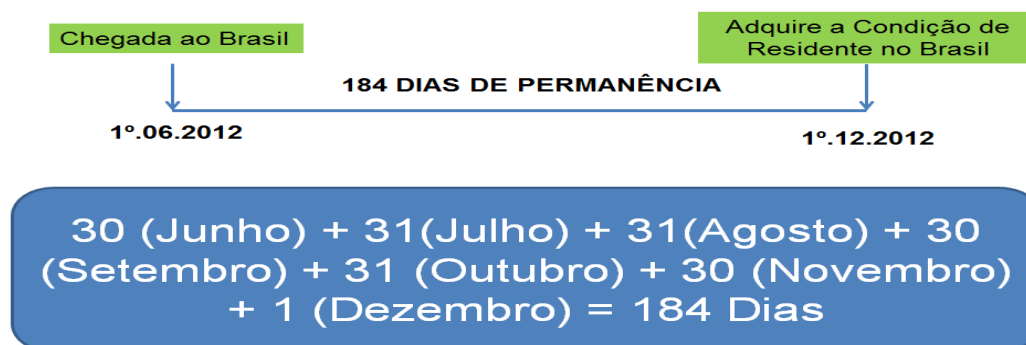 Chegada ao Brasil
Adquire a Condição de
Residente no Brasil
184 DIAS DE PERMANÊNCIA
1º.06.2012
1º.12.2012
30 (Junho) + 31(Julho) + 31(Agosto) + 30
(Setembro) + 31 (Outubro) + 30 (Novembro)
+ 1 (Dezembro) = 184 Dias